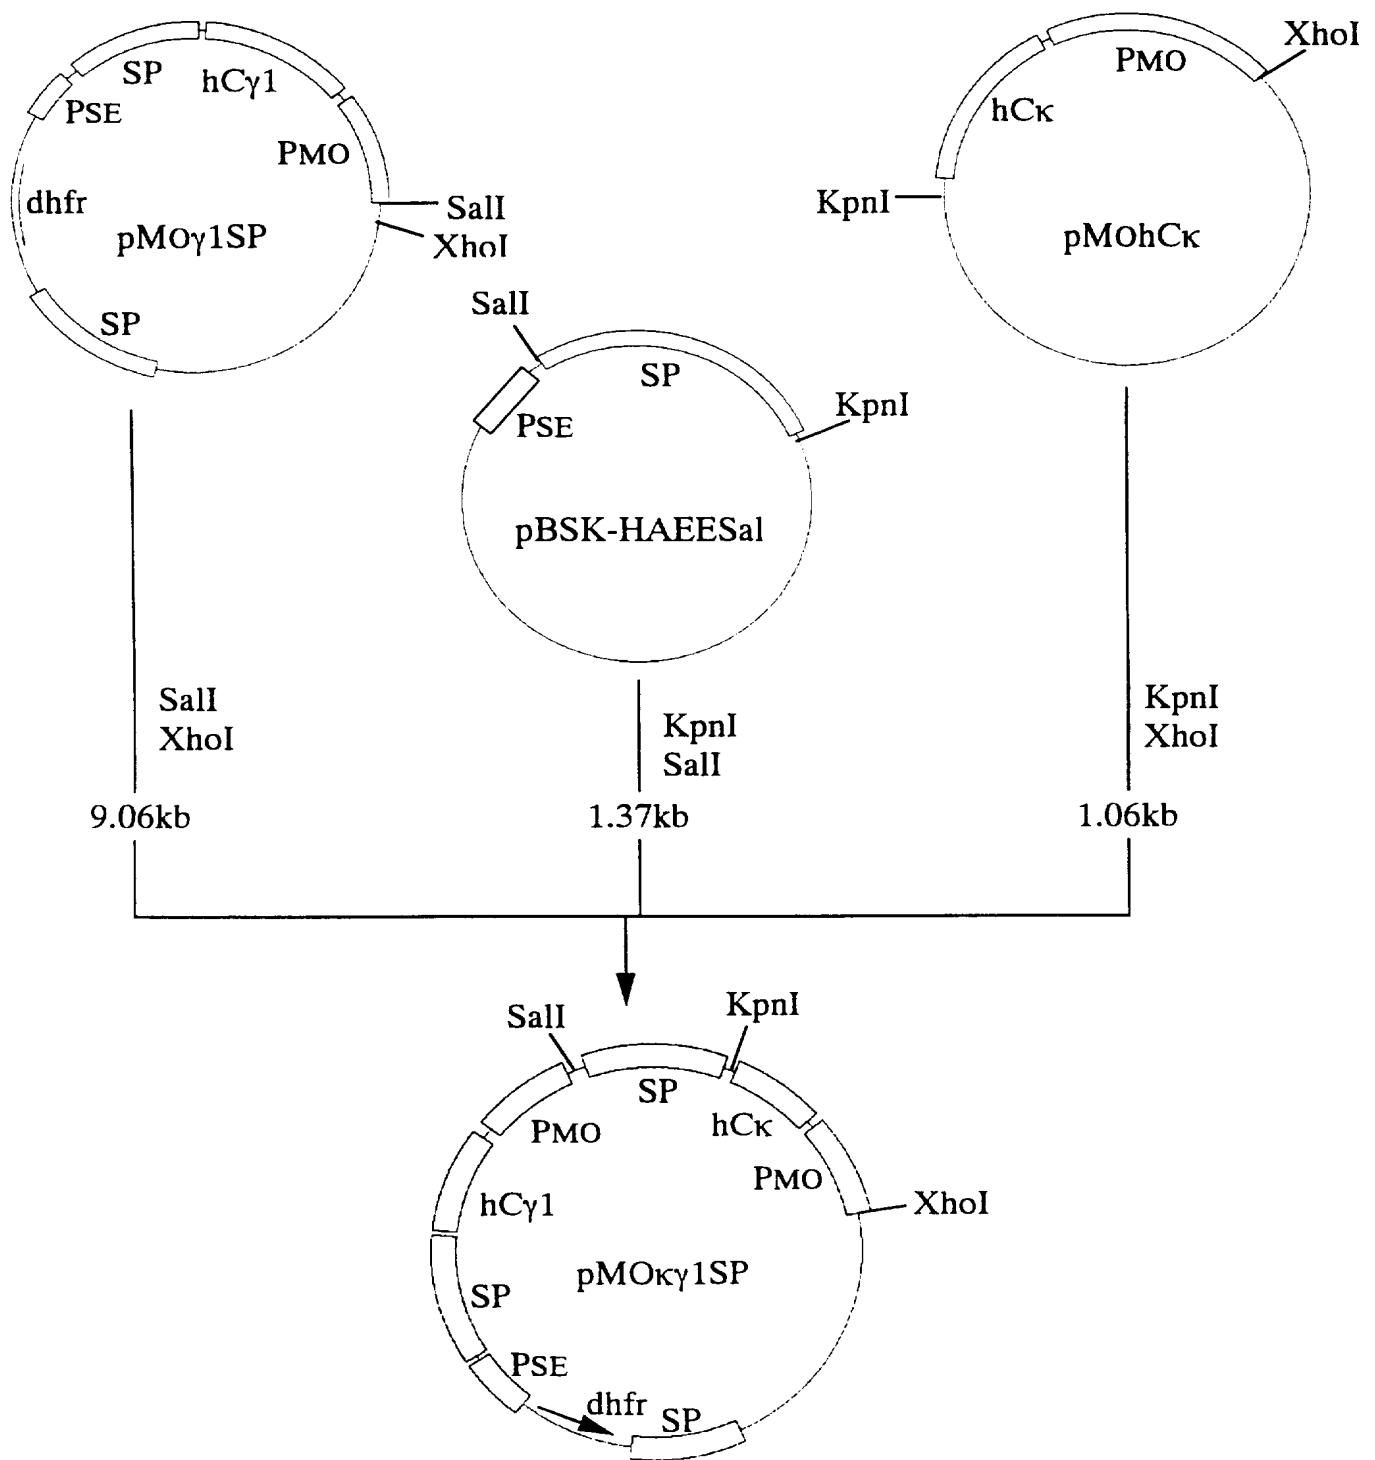 SP
hCγ1
PSE
PMO
dhfr
pMOγ1SP
SalI
XhoI
SP
XhoI
PMO
hCκ
KpnI
pMOhCκ
SalI
SP
KpnI
PSE
pBSK-HAEESal
SalI
XhoI
9.06kb
KpnI
SalI
1.37kb
KpnI
XhoI
1.06kb
SalI
KpnI
SP
PMO
hCκ
PMO
XhoI
hCγ1
pMOκγ1SP
SP
PSE
dhfr
SP